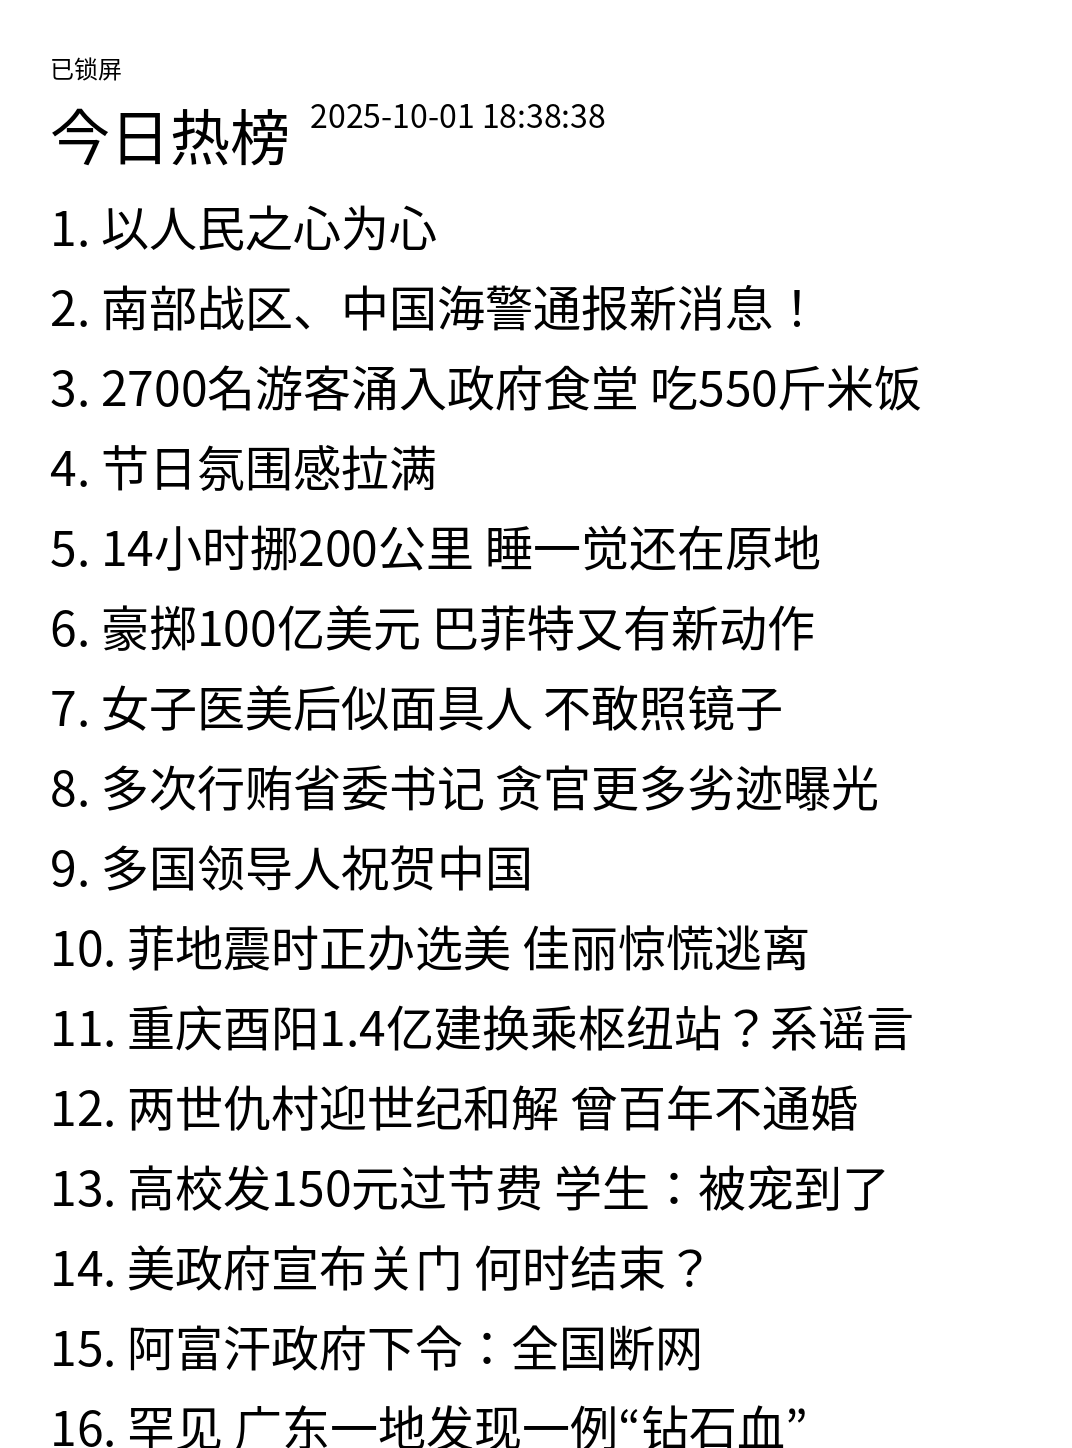 已锁屏
今日热榜 2025-10-01 18:38:38
1. 以人民之心为心
2. 南部战区、中国海警通报新消息！
3. 2700名游客涌入政府食堂 吃550斤米饭
4. 节日氛围感拉满
5. 14小时挪200公里 睡一觉还在原地
6. 豪掷100亿美元 巴菲特又有新动作
7. 女子医美后似面具人 不敢照镜子
8. 多次行贿省委书记 贪官更多劣迹曝光
9. 多国领导人祝贺中国
10. 菲地震时正办选美 佳丽惊慌逃离
11. 重庆酉阳1.4亿建换乘枢纽站？系谣言
12. 两世仇村迎世纪和解 曾百年不通婚
13. 高校发150元过节费 学生：被宠到了
14. 美政府宣布关门 何时结束？
15. 阿富汗政府下令：全国断网
16. 罕见 广东一地发现一例“钻石血”